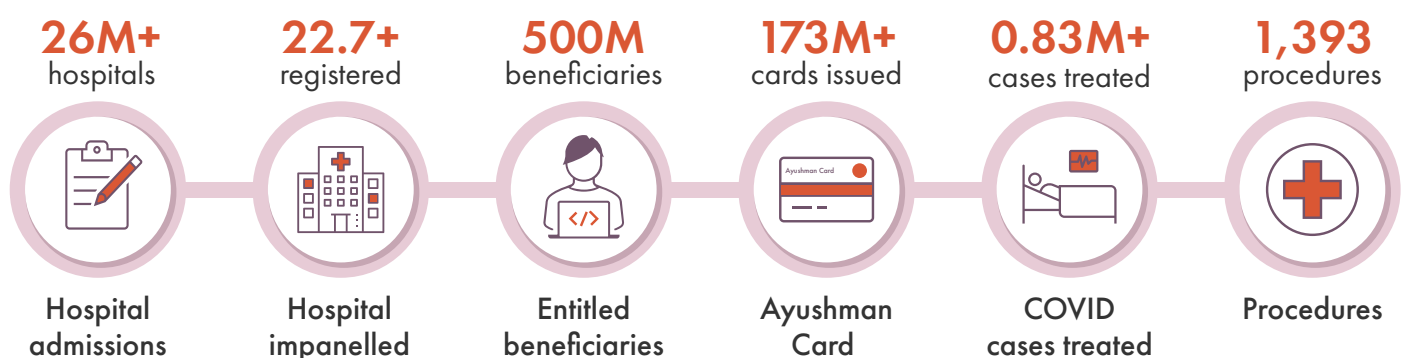 26M+
hospitals
22.7+
registered
500M
beneficiaries
173M+
cards issued
0.83M+
cases treated
1,393
procedures
Ayushman Card
</>
Hospital
admissions
Hospital
impanelled
Entitled
beneficiaries
Ayushman
Card
COVID
cases treated
Procedures